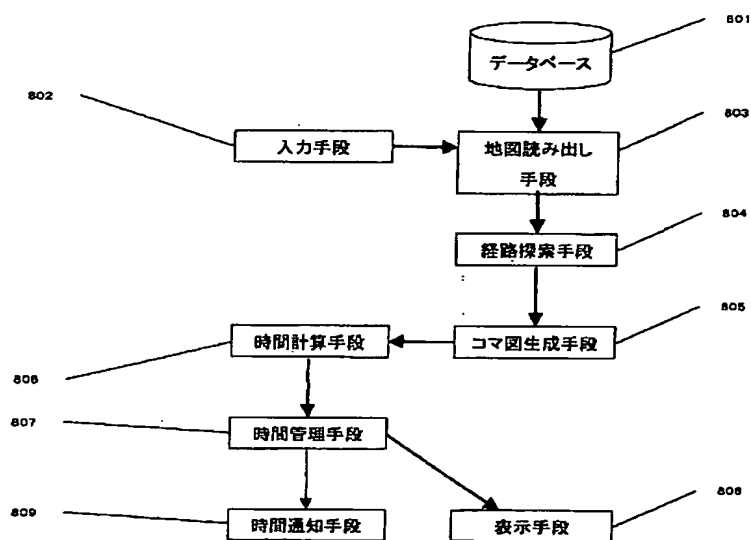 801
データベース
802
803
入力手段
地図読み出し
手段
804
経路探索手段
805
時間計算手段
コマ図生成手段
806
807
時間管理手段
809
808
時間通知手段
表示手段